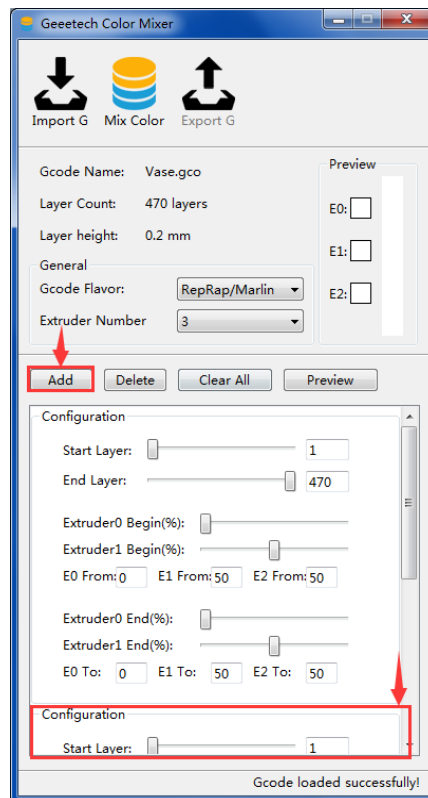 Geeetech Color Mixer
Import G Mix Color Export G
Gcode Name: Vase.gco
Layer Count: 470 layers
Layer height: 0.2 mm
Preview
E0:
E1:
E2:
General
Gcode Flavor: RepRap/Marlin
Extruder Number 3
Add Delete Clear All Preview
Configuration
Start Layer: 1
End Layer: 470
Extruder0 Begin(%):
Extruder1 Begin(%):
E0 From: 0 E1 From: 50 E2 From: 50
Extruder0 End(%):
Extruder1 End(%):
E0 To: 0 E1 To: 50 E2 To: 50
Configuration
Start Layer: 1
Gcode loaded successfully!